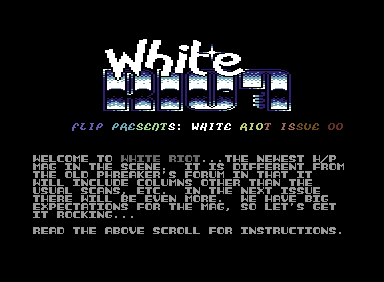 White
RIOT
FLIP PRESENTS: WHITE RIOT ISSUE 00
WELCOME TO WHITE RIOT...THE NEWEST H/P
MAG IN THE SCENE.  IT IS DIFFERENT FROM
THE OLD PHREAKER'S FORUM IN THAT IT
WILL INCLUDE COLUMNS OTHER THAN THE
USUAL SCANS, ETC.  IN THE NEXT ISSUE
THERE WILL BE EVEN MORE.  WE HAVE BIG
EXPECTATIONS FOR THE MAG, SO LET'S GET
IT ROCKING...
READ THE ABOVE SCROLL FOR INSTRUCTIONS.